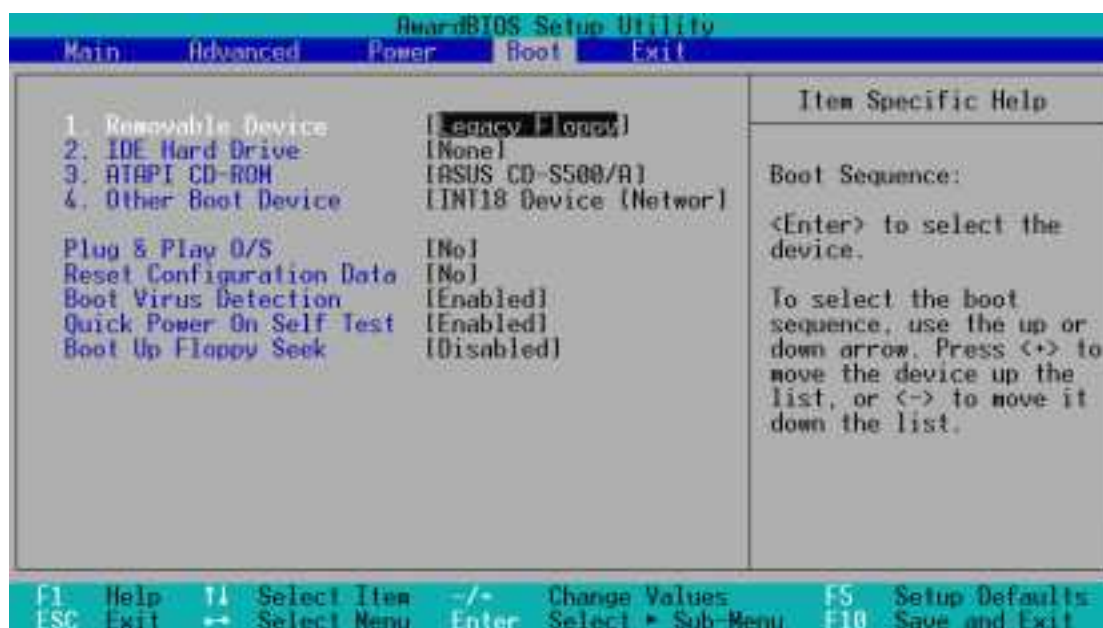 AwardBIOS Setup Utility
Main Advanced Power Boot Exit
1. Removable Device [Legacy Floppy]
2. IDE Hard Drive [None]
3. ATAPI CD-ROM [ASUS CD-S500/A]
4. Other Boot Device [INT18 Device (Networ]
Plug & Play O/S [No]
Reset Configuration Data [No]
Boot Virus Detection [Enabled]
Quick Power On Self Test [Enabled]
Boot Up Floppy Seek [Disabled]
Item Specific Help
Boot Sequence:
<Enter> to select the
device.
To select the boot
sequence, use the up or
down arrow. Press <+> to
move the device up the
list, or <-> to move it
down the list.
F1 Help ↑↓ Select Item -/+ Change Values F5 Setup Defaults
ESC Exit ↔ Select Menu Enter Select ► Sub-Menu F10 Save and Exit